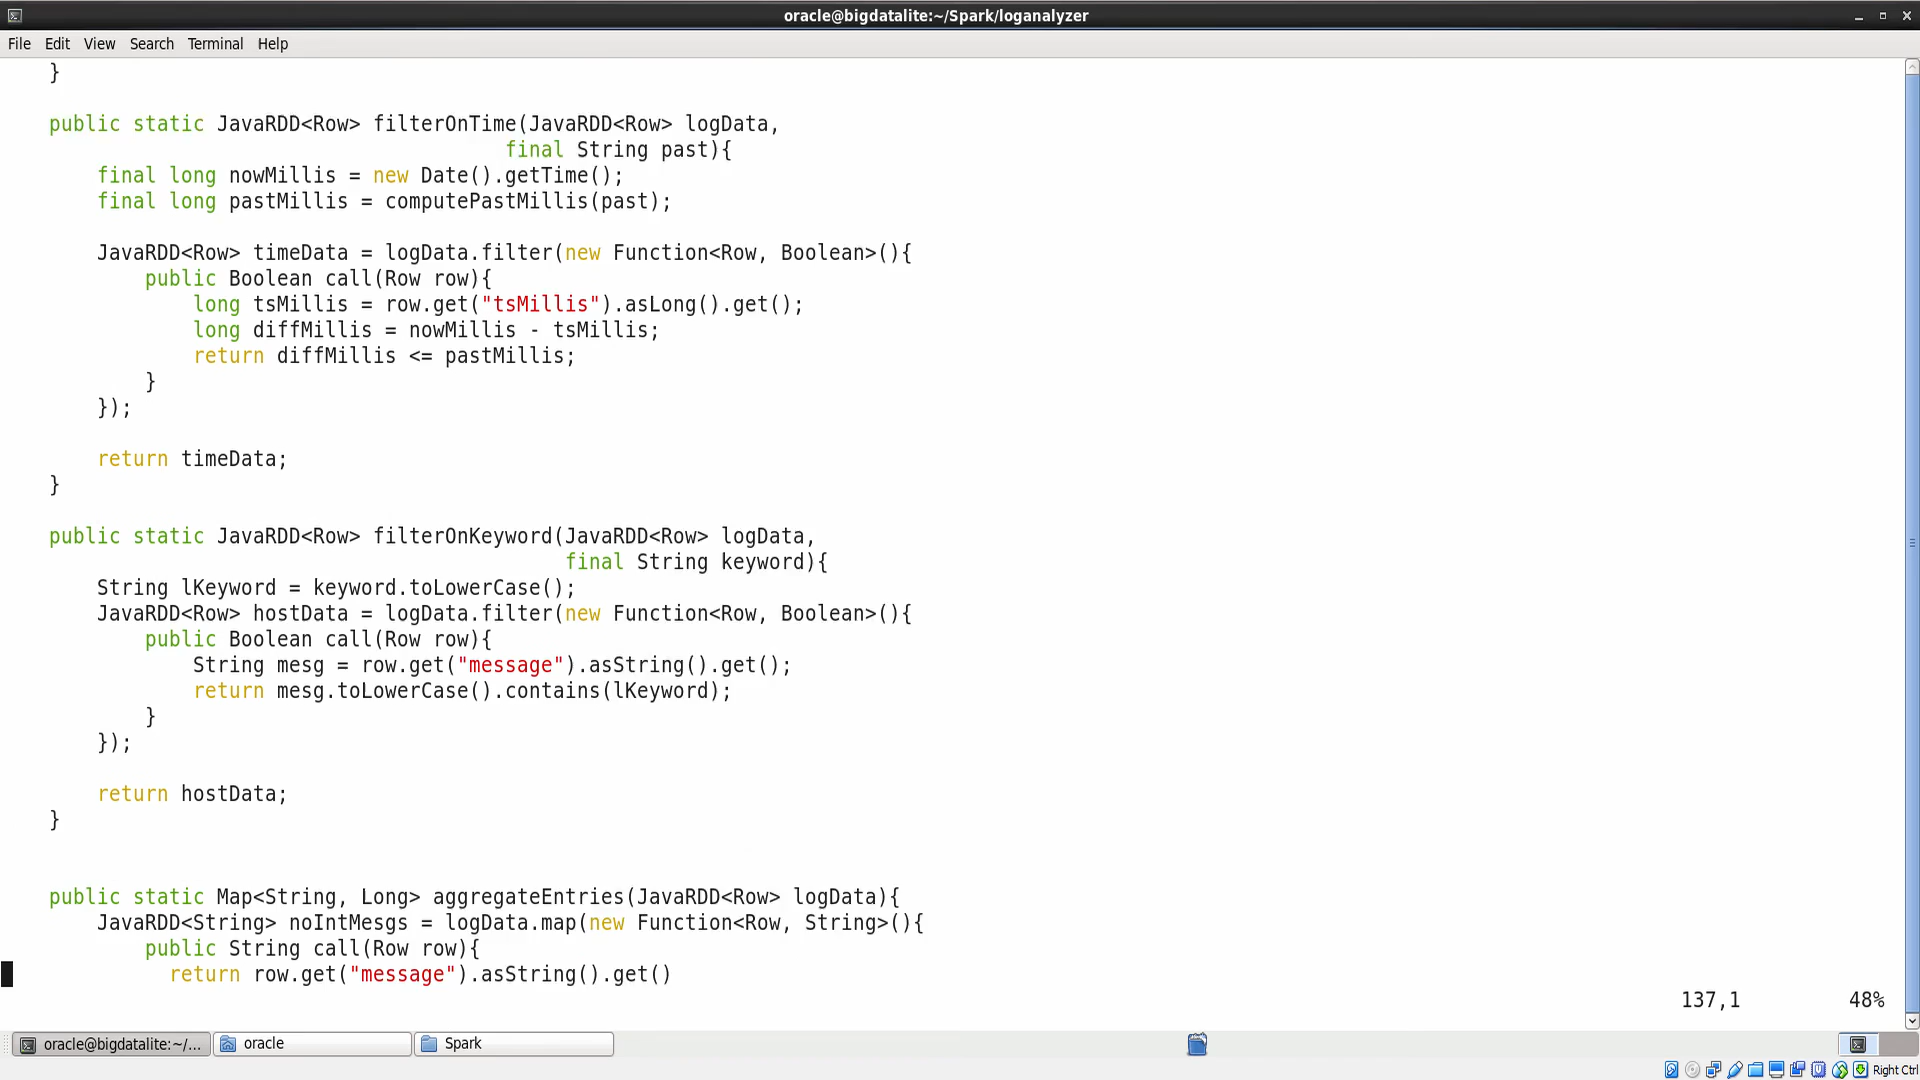 oracle@bigdatalite:~/Spark/loganalyzer
File Edit View Search Terminal Help
    }

    public static JavaRDD<Row> filterOnTime(JavaRDD<Row> logData,
                                          final String past){
        final long nowMillis = new Date().getTime();
        final long pastMillis = computePastMillis(past);

        JavaRDD<Row> timeData = logData.filter(new Function<Row, Boolean>(){
            public Boolean call(Row row){
                long tsMillis = row.get("tsMillis").asLong().get();
                long diffMillis = nowMillis - tsMillis;
                return diffMillis <= pastMillis;
            }
        });

        return timeData;
    }

    public static JavaRDD<Row> filterOnKeyword(JavaRDD<Row> logData,
                                               final String keyword){
        String lKeyword = keyword.toLowerCase();
        JavaRDD<Row> hostData = logData.filter(new Function<Row, Boolean>(){
            public Boolean call(Row row){
                String mesg = row.get("message").asString().get();
                return mesg.toLowerCase().contains(lKeyword);
            }
        });

        return hostData;
    }


    public static Map<String, Long> aggregateEntries(JavaRDD<Row> logData){
        JavaRDD<String> noIntMesgs = logData.map(new Function<Row, String>(){
            public String call(Row row){
              return row.get("message").asString().get()
137,1 48%
oracle@bigdatalite:~/... oracle Spark
Right Ctrl